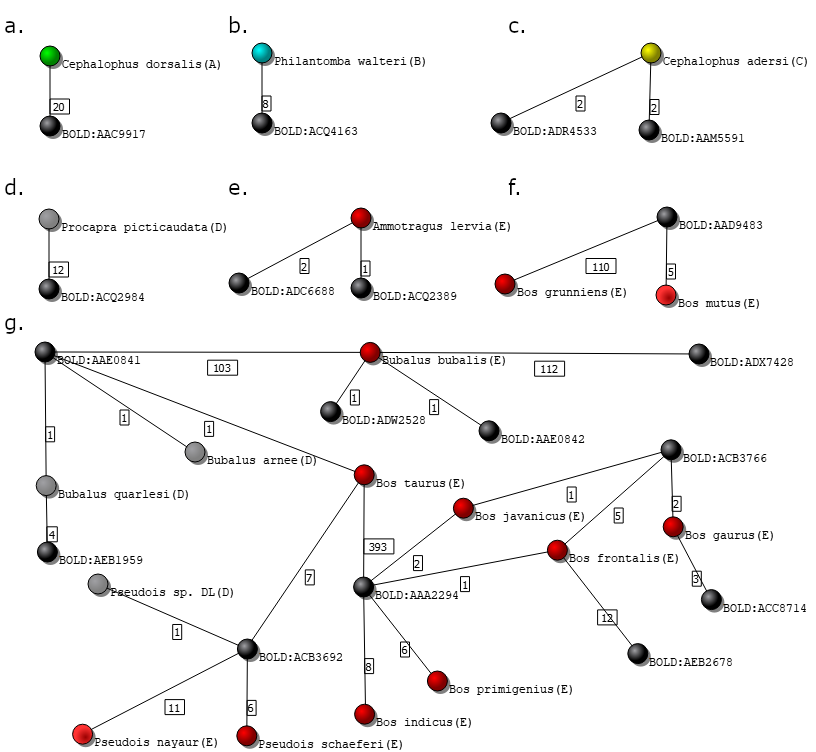 a.
b.
c.
Cephalophus dorsalis(A)
Philantomba walteri(B)
Cephalophus adersi(C)
20
8
2
2
BOLD:AAC9917
BOLD:ACQ4163
BOLD:ADR4533
BOLD:AAM5591
d.
e.
f.
Procapra picticaudata(D)
Ammotragus lervia(E)
BOLD:AAD9483
12
2
1
110
5
BOLD:ACQ2984
BOLD:ADC6688
BOLD:ACQ2389
Bos grunniens(E)
Bos mutus(E)
g.
BOLD:AAE0841
Bubalus bubalis(E)
BOLD:ADX7428
103
112
1
1
1
1
1
BOLD:ADW2528
BOLD:AAE0842
Bubalus arnee(D)
BOLD:ACB3766
Bos taurus(E)
Bubalus quarlesi(D)
1
5
2
Bos javanicus(E)
4
Bos gaurus(E)
393
BOLD:AEB1959
2
Bos frontalis(E)
7
1
3
Pseudois sp. DL(D)
BOLD:AAA2294
BOLD:ACC8714
12
1
BOLD:ACB3692
8
6
BOLD:AEB2678
Bos primigenius(E)
11
6
Bos indicus(E)
Pseudois nayaur(E)
Pseudois schaeferi(E)